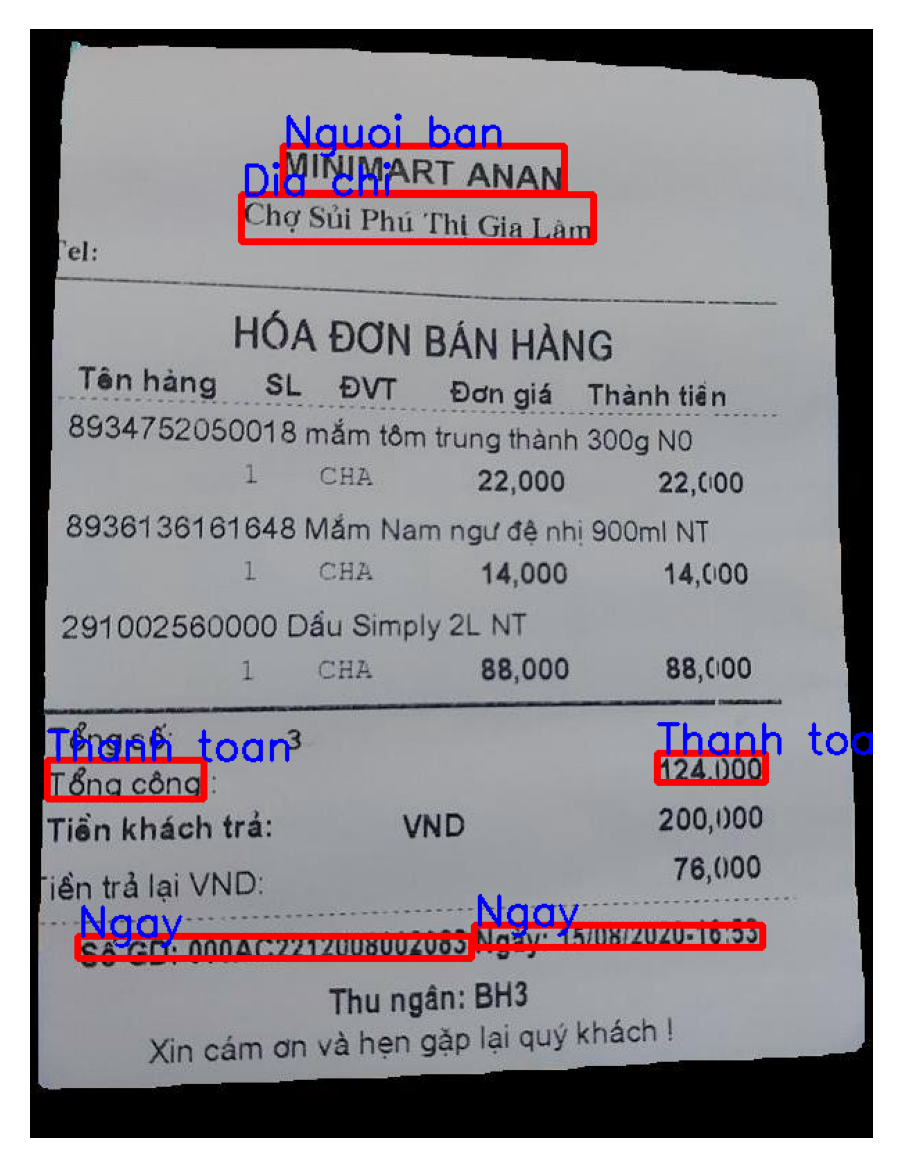 Nguoi ban
MINIMART ANAN
Dia chi
Chợ Sủi Phú Thị Gia Lâm
Tel:
HÓA ĐƠN BÁN HÀNG
Tên hàng SL ĐVT Đơn giá Thành tiền
8934752050018 mắm tôm trung thành 300g N0
1 CHA 22,000 22,000
8936136161648 Mắm Nam ngư đệ nhị 900ml NT
1 CHA 14,000 14,000
291002560000 Dầu Simply 2L NT
1 CHA 88,000 88,000
Thanh toan Thanh toa
Tổng số: 3
Tổng công : 124.000
Tiền khách trả: VND 200,000
Tiền trả lại VND: 76,000
Ngay Ngay
Số GD: 000AC2212008002083 Ngày: 15/08/2020-16:53
Thu ngân: BH3
Xin cám ơn và hẹn gặp lại quý khách !